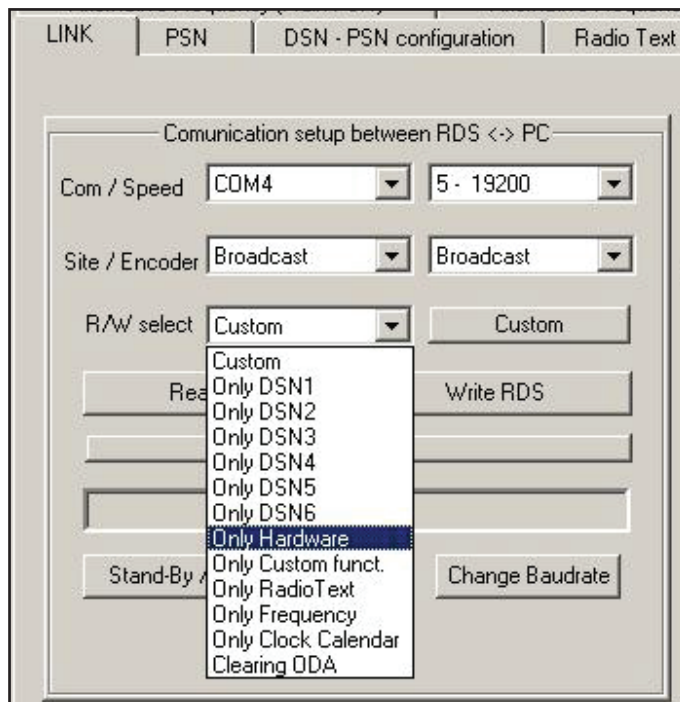 LINK PSN DSN - PSN configuration Radio Text
Comunication setup between RDS <-> PC
Com / Speed COM4 5 - 19200
Site / Encoder Broadcast Broadcast
R/W select Custom Custom
Custom
Only DSN1
Only DSN2
Only DSN3
Only DSN4
Only DSN5
Only DSN6
Only Hardware
Only Custom funct.
Only RadioText
Only Frequency
Only Clock Calendar
Clearing ODA
Write RDS
Stand-By Change Baudrate